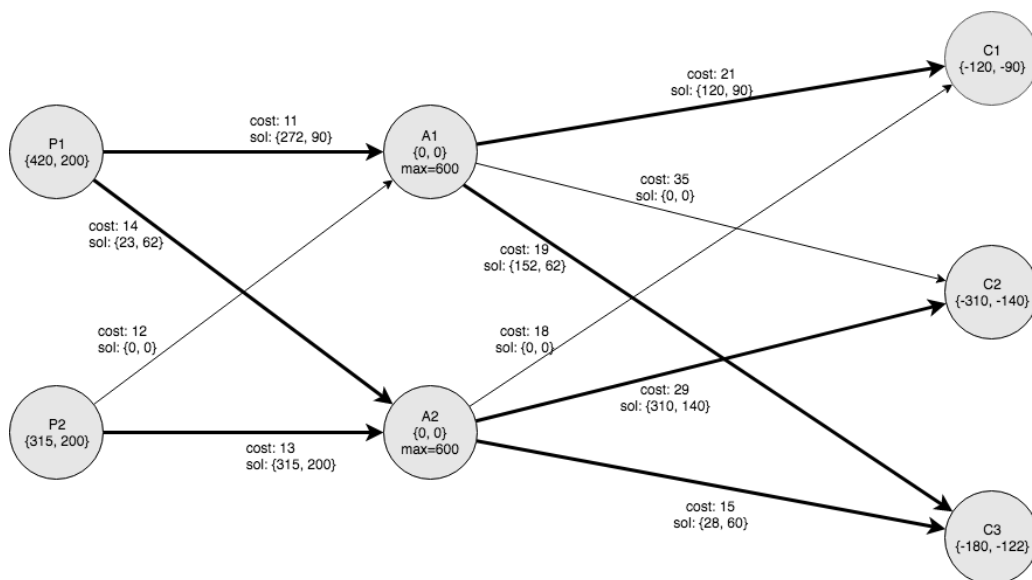 C1
{-120, -90}
cost: 21
sol: {120, 90}
cost: 11
sol: {272, 90}
P1
{420, 200}
A1
{0, 0}
max=600
cost: 35
sol: {0, 0}
cost: 14
sol: {23, 62}
cost: 19
sol: {152, 62}
C2
{-310, -140}
cost: 12
sol: {0, 0}
cost: 18
sol: {0, 0}
cost: 29
sol: {310, 140}
P2
{315, 200}
A2
{0, 0}
max=600
cost: 13
sol: {315, 200}
cost: 15
sol: {28, 60}
C3
{-180, -122}